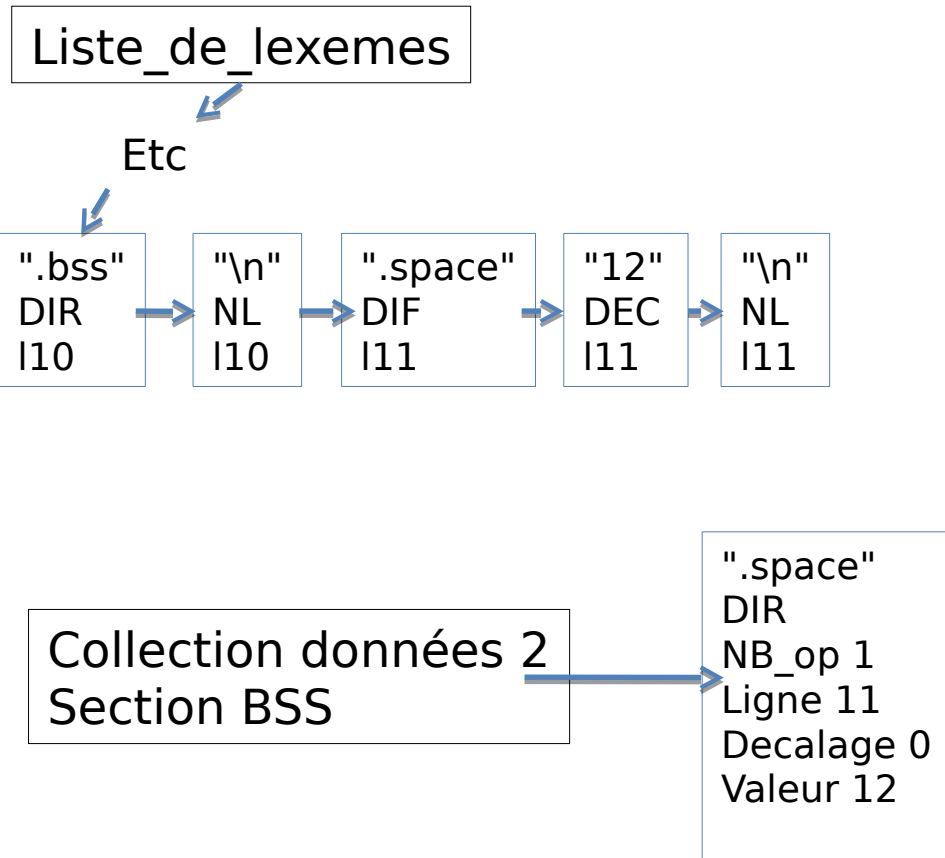 Liste_de_lexemes
Etc
".bss"
DIR
l10
"\n"
NL
l10
".space"
DIF
l11
"12"
DEC
l11
"\n"
NL
l11
Collection données 2
Section BSS
".space"
DIR
NB_op 1
Ligne 11
Decalage 0
Valeur 12